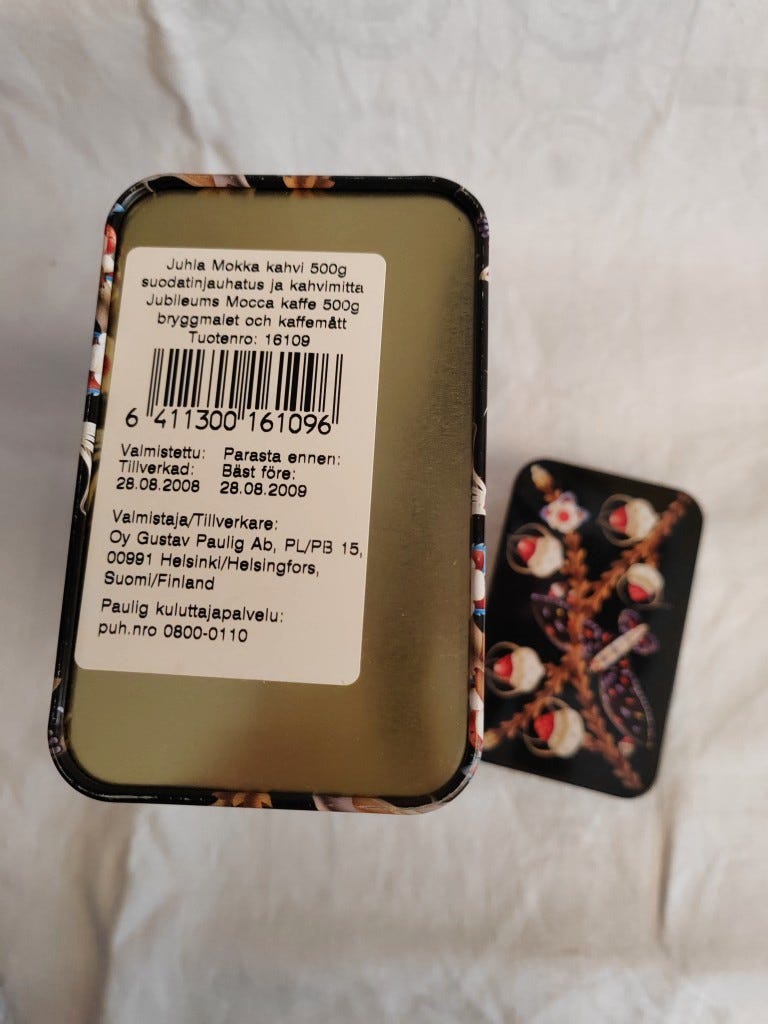 Juhla Mokka kahvi 500g
suodatinjauhatus ja kahvimitta
Jubileums Mocca kaffe 500g
bryggmalet och kaffemått
Tuotenro: 16109
6 411300 161096
Valmistettu: Parasta ennen:
Tillverkad: Bäst före:
28.08.2008 28.08.2009
Valmistaja/Tillverkare:
Oy Gustav Paulig Ab, PL/PB 15,
00991 Helsinki/Helsingfors,
Suomi/Finland
Paulig kuluttajapalvelu:
puh.nro 0800-0110